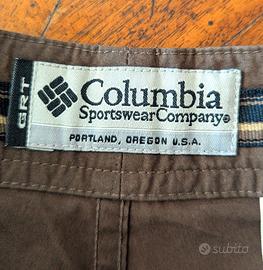 GRT
Columbia
Sportswear Company®
PORTLAND, OREGON U.S.A.
subito